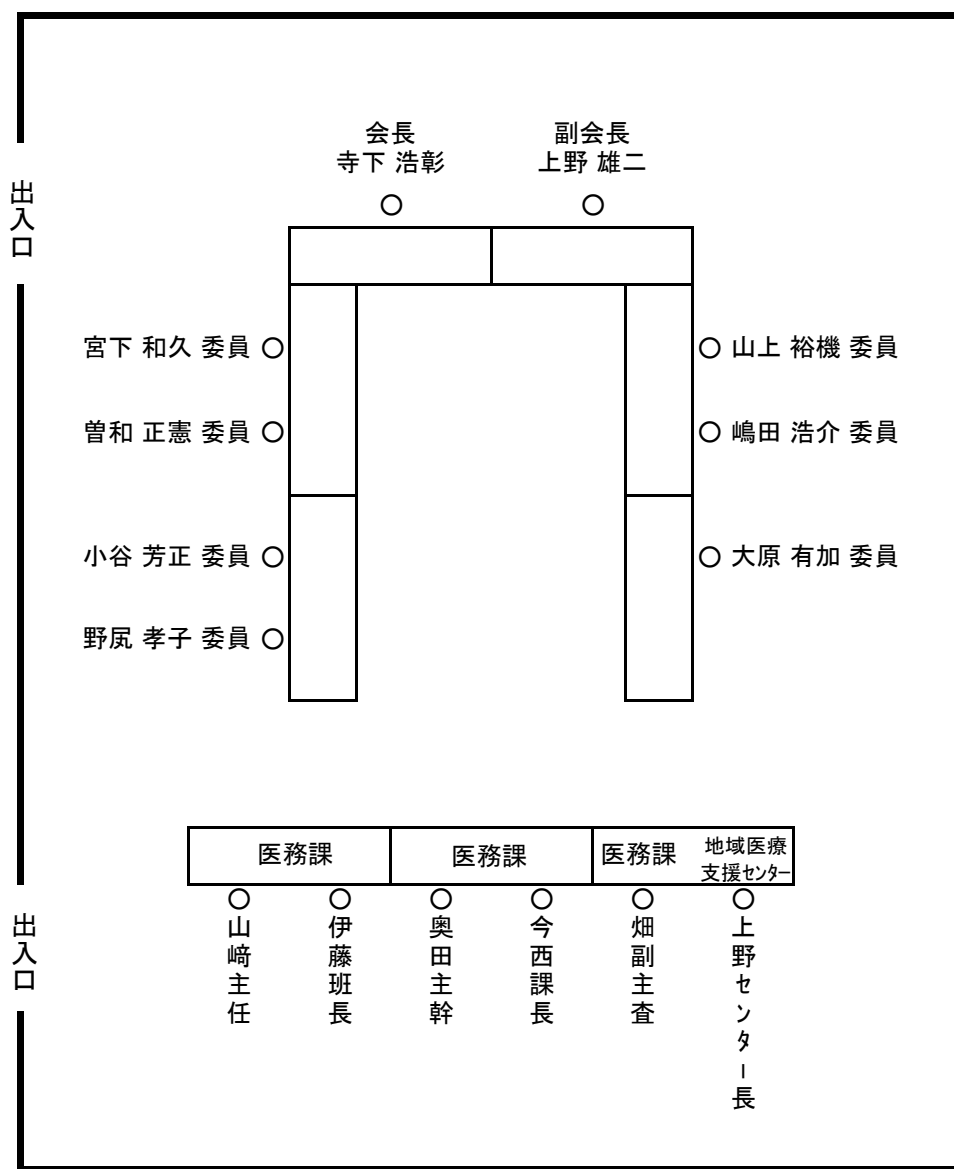 会長
寺下 浩彰
副会長
上野 雄二
出入口
宮下 和久 委員
山上 裕機 委員
曽和 正憲 委員
嶋田 浩介 委員
小谷 芳正 委員
大原 有加 委員
野尻 孝子 委員
医務課
医務課
医務課
地域医療
支援センター
出入口
山﨑主任
伊藤班長
奥田主幹
今西課長
畑副主査
上野センター長